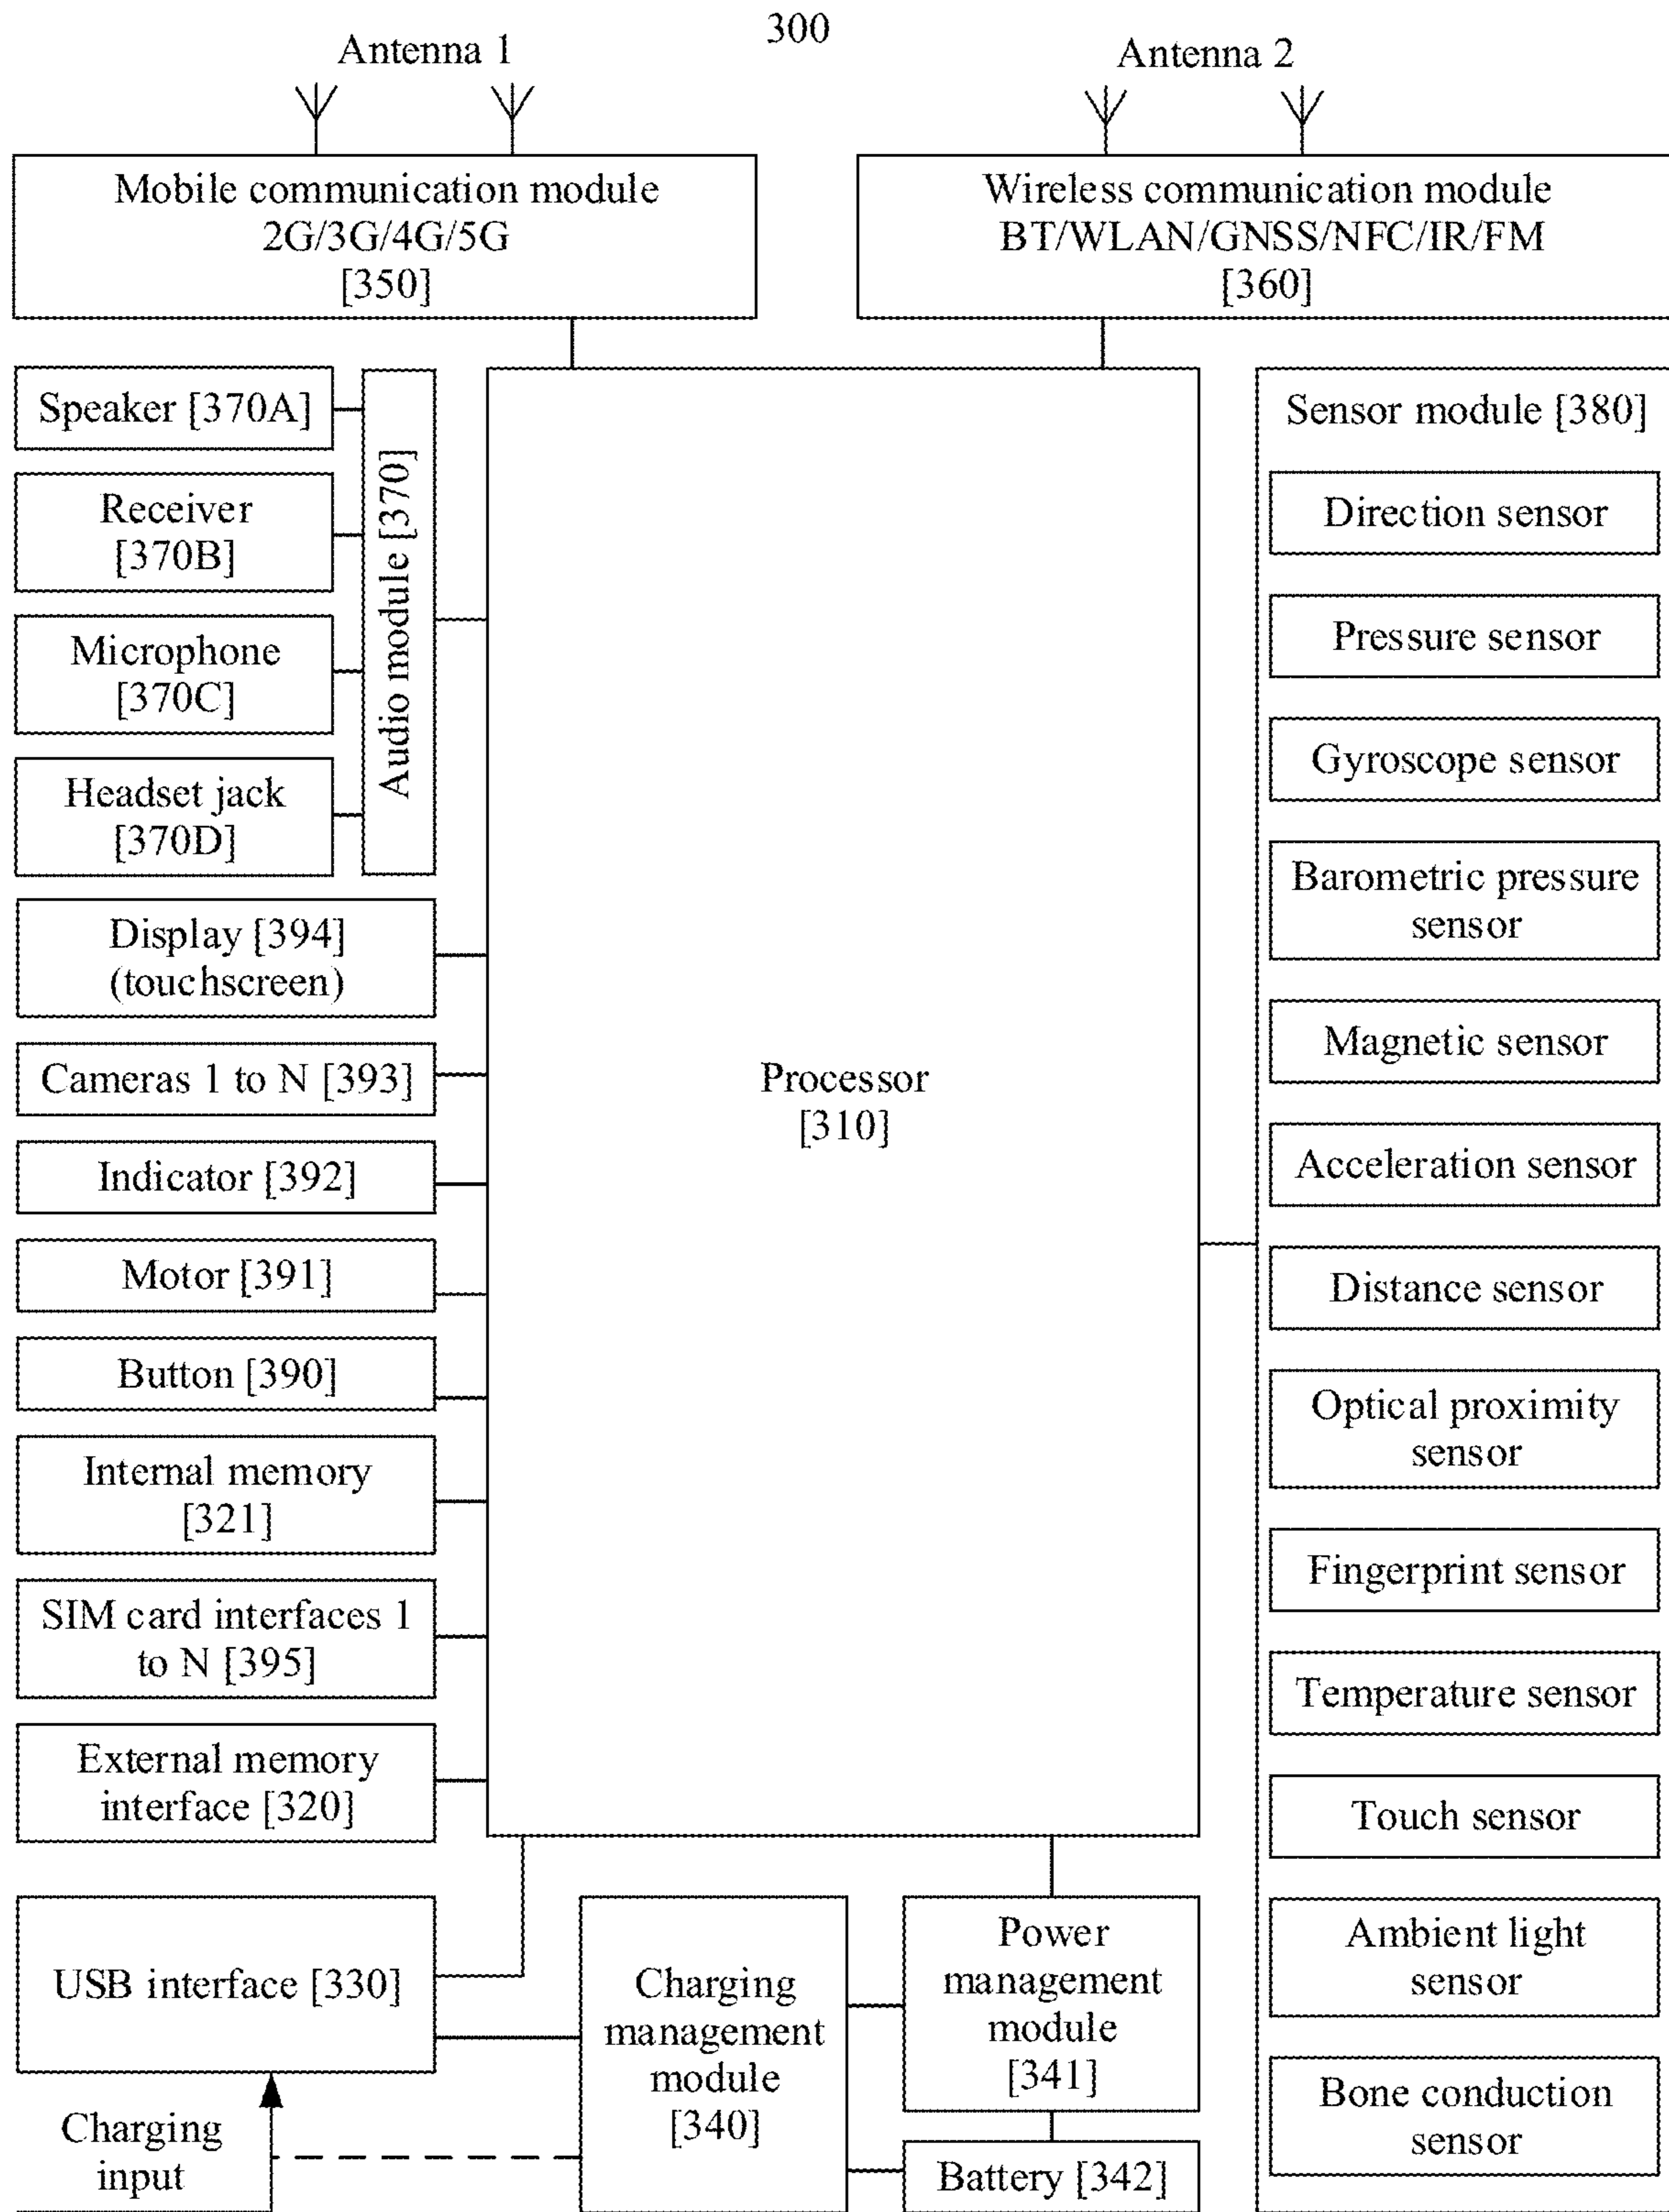 300
Antenna 1
Antenna 2
Mobile communication module
2G/3G/4G/5G
[350]
Wireless communication module
BT/WLAN/GNSS/NFC/IR/FM
[360]
Speaker [370A]
Receiver
[370B]
Microphone
[370C]
Headset jack
[370D]
Audio module [370]
Display [394]
(touchscreen)
Cameras 1 to N [393]
Indicator [392]
Motor [391]
Button [390]
Internal memory
[321]
SIM card interfaces 1
to N [395]
External memory
interface [320]
Processor
[310]
Sensor module [380]
Direction sensor
Pressure sensor
Gyroscope sensor
Barometric pressure
sensor
Magnetic sensor
Acceleration sensor
Distance sensor
Optical proximity
sensor
Fingerprint sensor
Temperature sensor
Touch sensor
Ambient light
sensor
Bone conduction
sensor
USB interface [330]
Charging
input
Charging
management
module
[340]
Power
management
module
[341]
Battery [342]